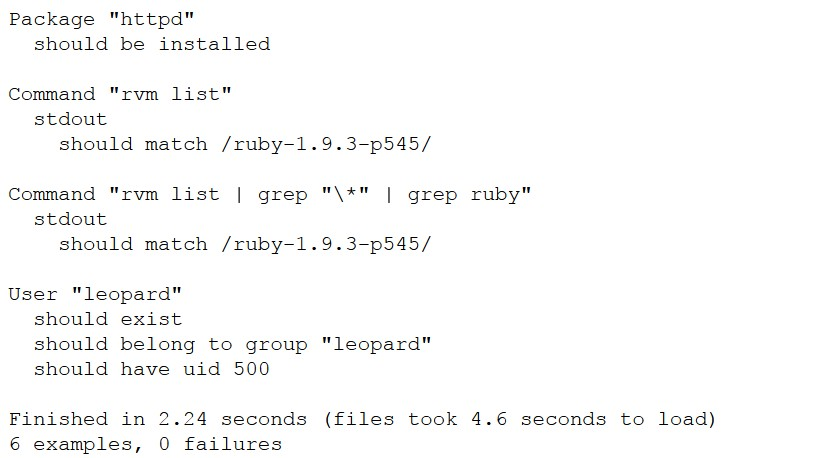 Package "httpd"
  should be installed

Command "rvm list"
  stdout
    should match /ruby-1.9.3-p545/

Command "rvm list | grep "\*" | grep ruby"
  stdout
    should match /ruby-1.9.3-p545/

User "leopard"
  should exist
  should belong to group "leopard"
  should have uid 500

Finished in 2.24 seconds (files took 4.6 seconds to load)
6 examples, 0 failures